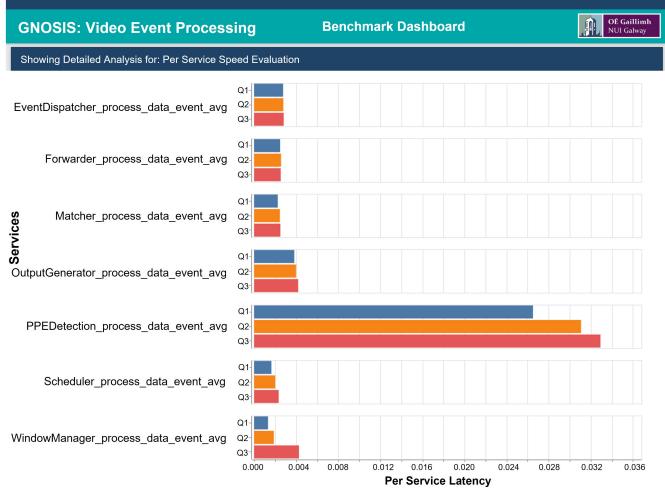 GNOSIS: Video Event Processing
Benchmark Dashboard
OÉ Gaillimh
NUI Galway
Showing Detailed Analysis for: Per Service Speed Evaluation
Services
EventDispatcher_process_data_event_avg
Q1
Q2
Q3
Forwarder_process_data_event_avg
Q1
Q2
Q3
Matcher_process_data_event_avg
Q1
Q2
Q3
OutputGenerator_process_data_event_avg
Q1
Q2
Q3
PPEDetection_process_data_event_avg
Q1
Q2
Q3
Scheduler_process_data_event_avg
Q1
Q2
Q3
WindowManager_process_data_event_avg
Q1
Q2
Q3
0.000 0.004 0.008 0.012 0.016 0.020 0.024 0.028 0.032 0.036
Per Service Latency